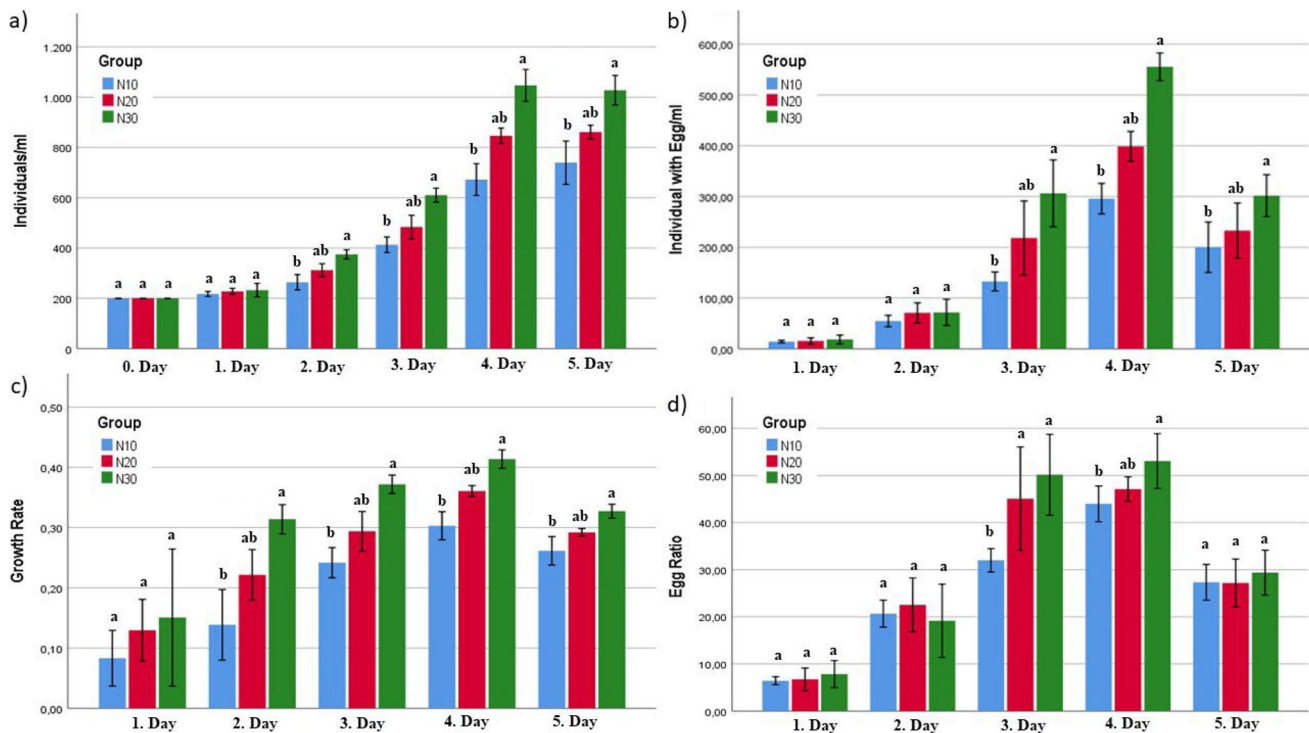 a)
Individuals/ml
1.200
1.000
800
600
400
200
0
Group
N10
N20
N30
a a a
a a a
b ab a
b ab a
b ab a
b ab a
0. Day 1. Day 2. Day 3. Day 4. Day 5. Day
b)
Individual with Egg/ml
600,00
500,00
400,00
300,00
200,00
100,00
,00
Group
N10
N20
N30
a a a
a a a
b ab a
b ab a
b ab a
1. Day 2. Day 3. Day 4. Day 5. Day
c)
Growth Rate
0,50
0,40
0,30
0,20
0,10
0,00
Group
N10
N20
N30
a a a
b ab a
b ab a
b ab a
b ab a
1. Day 2. Day 3. Day 4. Day 5. Day
d)
Egg Ratio
60,00
50,00
40,00
30,00
20,00
10,00
,00
Group
N10
N20
N30
a a a
a a a
b a a
b ab a
a a a
1. Day 2. Day 3. Day 4. Day 5. Day